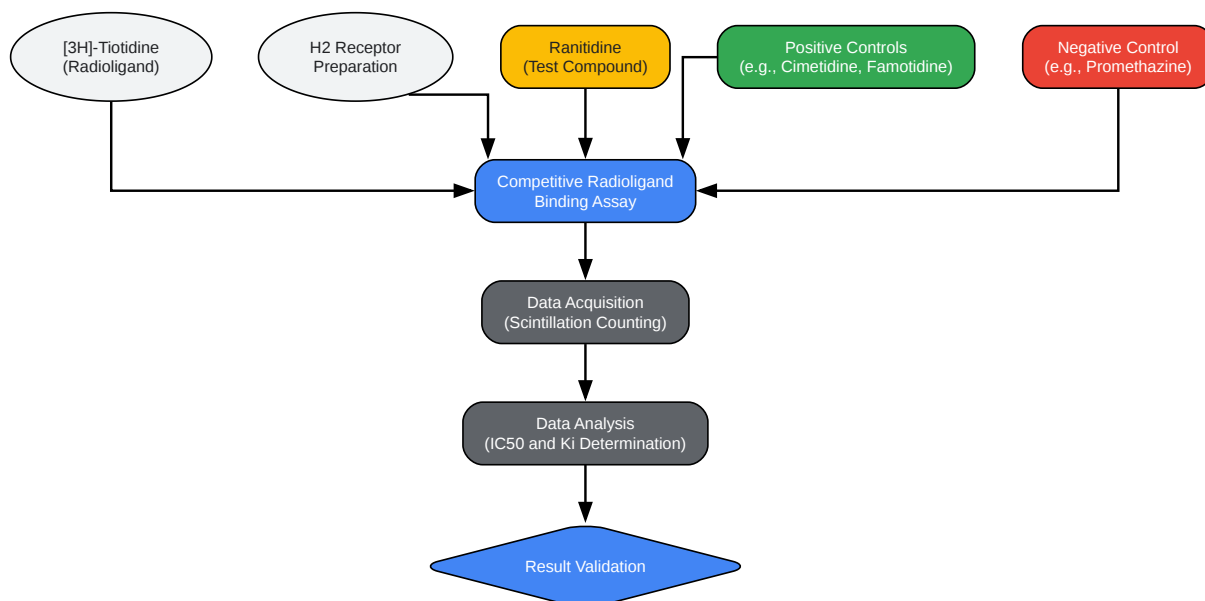 [3H]-Tiotidine
(Radioligand)
H2 Receptor
Preparation
Ranitidine
(Test Compound)
Positive Controls
(e.g., Cimetidine, Famotidine)
Negative Control
(e.g., Promethazine)
Competitive Radioligand
Binding Assay
Data Acquisition
(Scintillation Counting)
Data Analysis
(IC50 and Ki Determination)
Result Validation